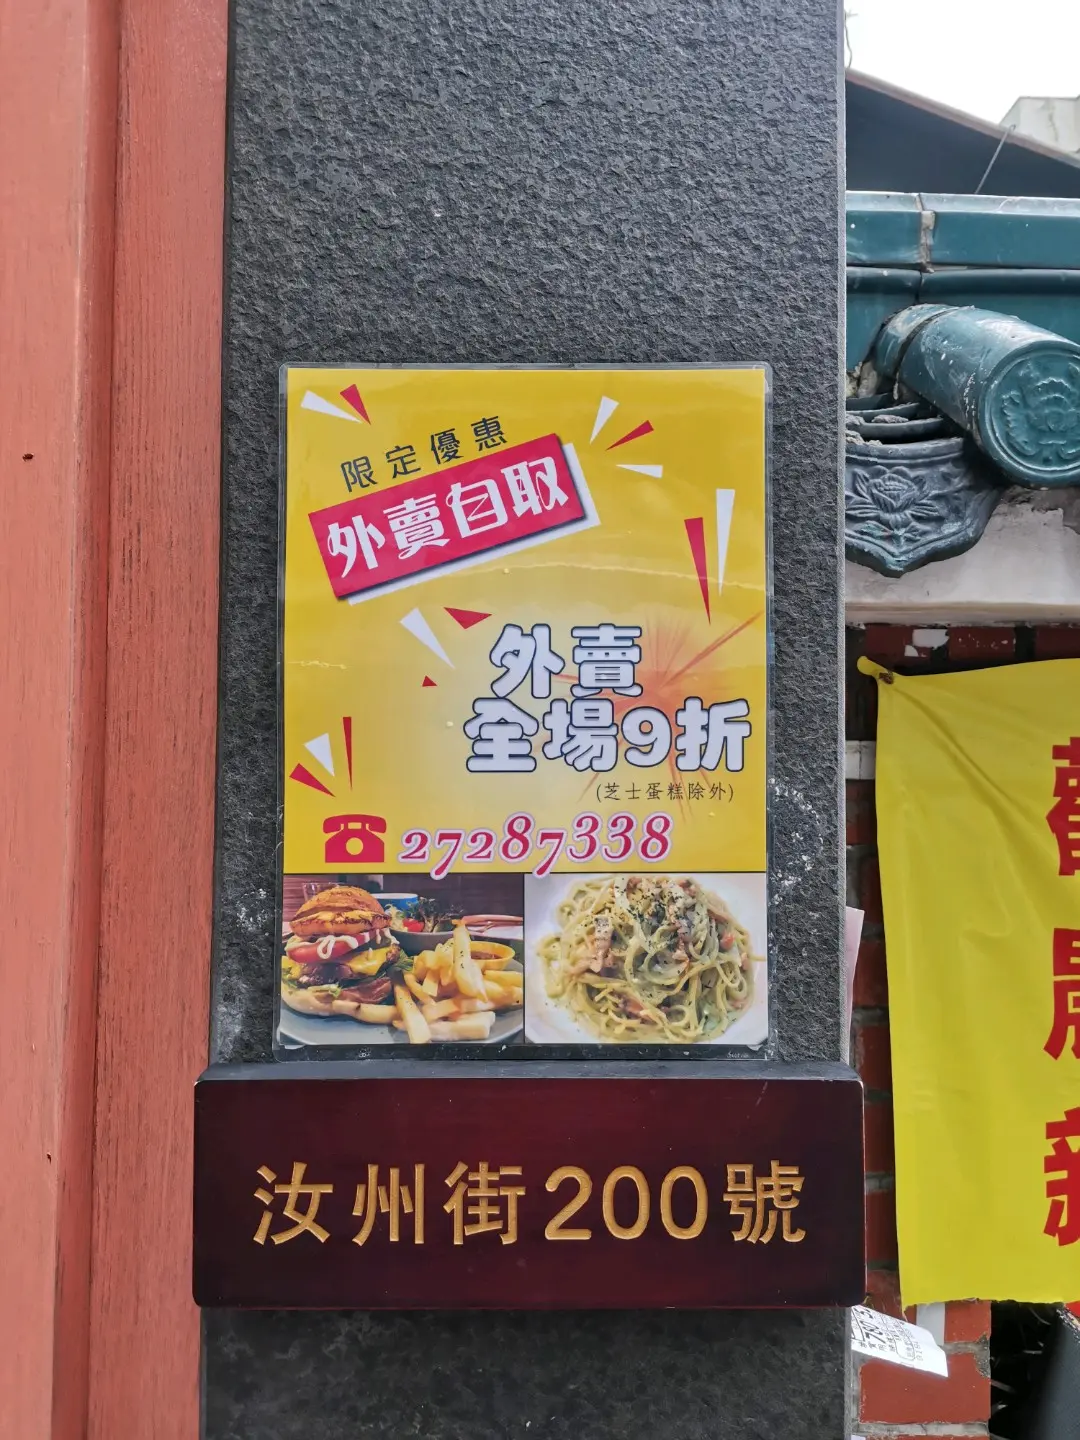 限定優惠
外賣自取
外賣
全場9折
(芝士蛋糕除外)
27287338
汝州街200號